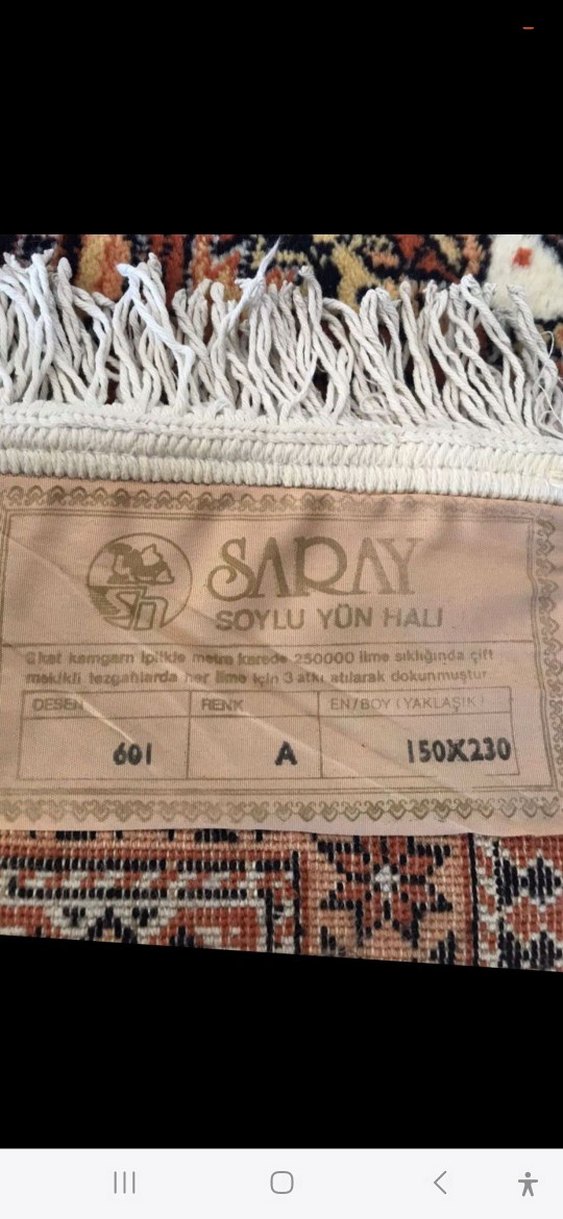 SARAY
SOYLU YÜN HALI
2 kat kamgarn iplikle metre karede 250000 ilme sıklığında çift
mekikli tezgahlarda her ilme için 3 atkı atılarak dokunmuştur
DESEN RENK EN/BOY (YAKLAŞIK)
601 A 150X230